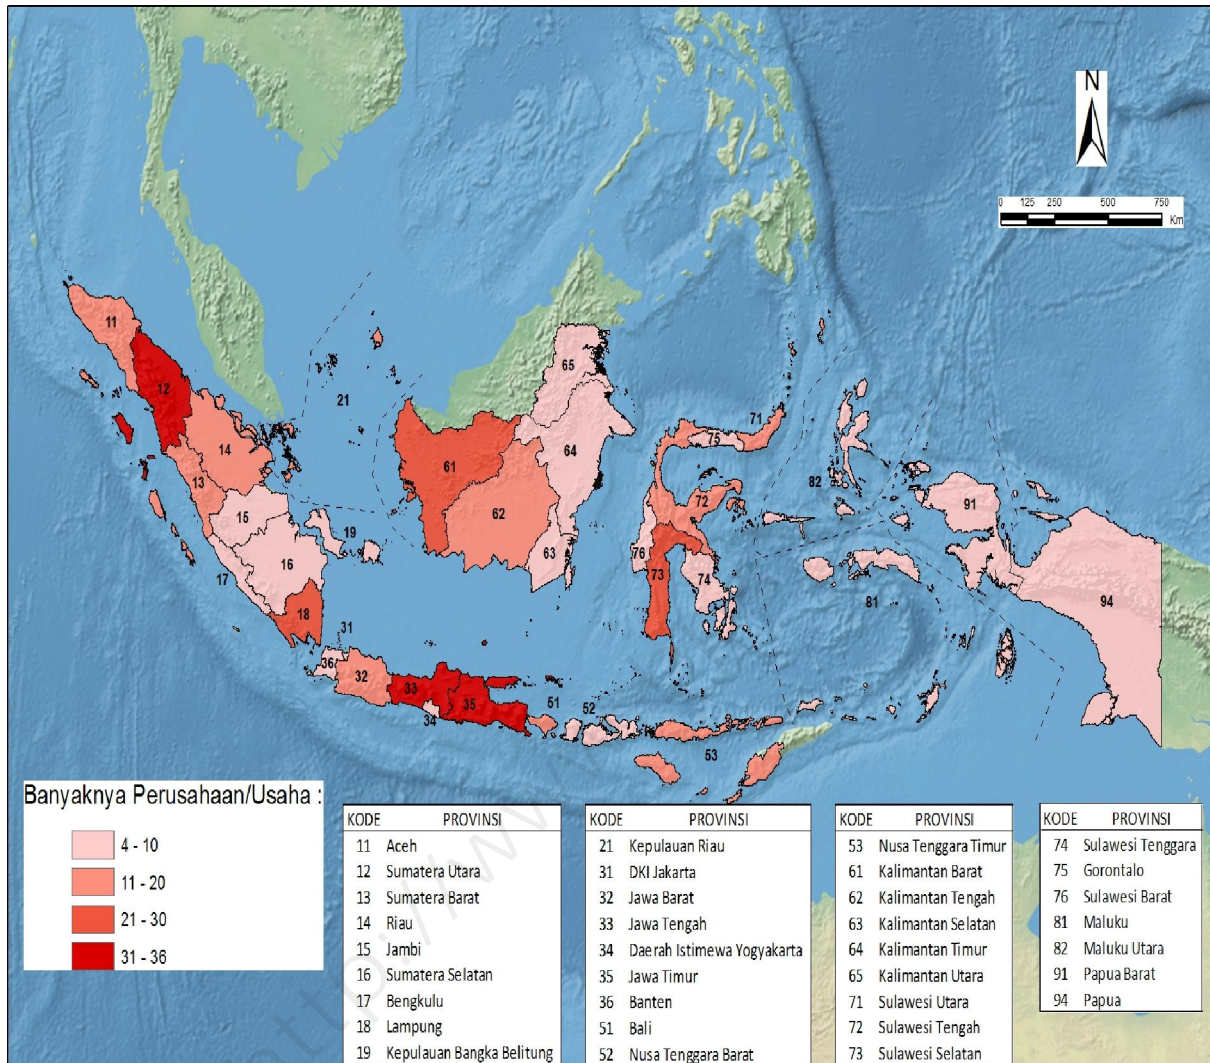 N
0 125 250 500 750
Km
11
12
13
14
15
16
17
18
19
21
31
32
33
34
35
36
51
52
53
61
62
63
64
65
71
72
73
74
75
76
81
82
91
94
Banyaknya Perusahaan/Usaha :
4 - 10
11 - 20
21 - 30
31 - 36
KODE PROVINSI
11 Aceh
12 Sumatera Utara
13 Sumatera Barat
14 Riau
15 Jambi
16 Sumatera Selatan
17 Bengkulu
18 Lampung
19 Kepulauan Bangka Belitung
KODE PROVINSI
21 Kepulauan Riau
31 DKI Jakarta
32 Jawa Barat
33 Jawa Tengah
34 Daerah Istimewa Yogyakarta
35 Jawa Timur
36 Banten
51 Bali
52 Nusa Tenggara Barat
KODE PROVINSI
53 Nusa Tenggara Timur
61 Kalimantan Barat
62 Kalimantan Tengah
63 Kalimantan Selatan
64 Kalimantan Timur
65 Kalimantan Utara
71 Sulawesi Utara
72 Sulawesi Tengah
73 Sulawesi Selatan
KODE PROVINSI
74 Sulawesi Tenggara
75 Gorontalo
76 Sulawesi Barat
81 Maluku
82 Maluku Utara
91 Papua Barat
94 Papua